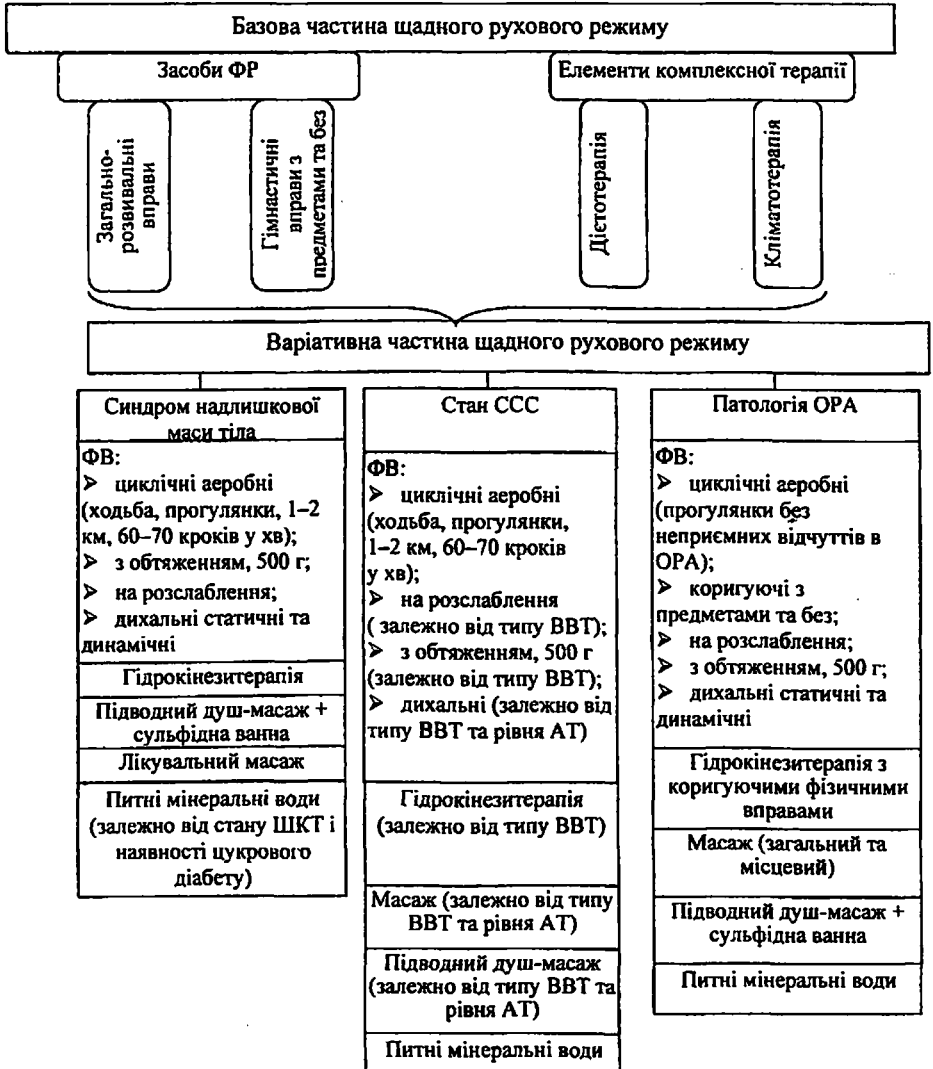 Базова частина щадного рухового режиму
Засоби ФР
Елементи комплексної терапії
Загально-
розвивальні
вправи
Гімнастичні
вправи з
предметами та без
Дієтотерапія
Кліматотерапія
Варіативна частина щадного рухового режиму
Синдром надлишкової
маси тіла
ФВ:
➢ циклічні аеробні
(ходьба, прогулянки, 1–2
км, 60–70 кроків у хв);
➢ з обтяженням, 500 г;
➢ на розслаблення;
➢ дихальні статичні та
динамічні
Гідрокінезитерапія
Підводний душ-масаж +
сульфідна ванна
Лікувальний масаж
Питні мінеральні води
(залежно від стану ШКТ і
наявності цукрового
діабету)
Стан ССС
ФВ:
➢ циклічні аеробні
(ходьба, прогулянки,
1–2 км, 60–70 кроків
у хв);
➢ на розслаблення
( залежно від типу ВВТ);
➢ з обтяженням, 500 г
(залежно від типу ВВТ);
➢ дихальні (залежно від
типу ВВТ та рівня АТ)
Гідрокінезитерапія
(залежно від типу ВВТ)
Масаж (залежно від типу
ВВТ та рівня АТ)
Підводний душ-масаж
(залежно від типу ВВТ та
рівня АТ)
Питні мінеральні води
Патологія ОРА
ФВ:
➢ циклічні аеробні
(прогулянки без
неприємних відчуттів в
ОРА);
➢ коригуючі з
предметами та без;
➢ на розслаблення;
➢ з обтяженням, 500 г;
➢ дихальні статичні та
динамічні
Гідрокінезитерапія з
коригуючими фізичними
вправами
Масаж (загальний та
місцевий)
Підводний душ-масаж +
сульфідна ванна
Питні мінеральні води